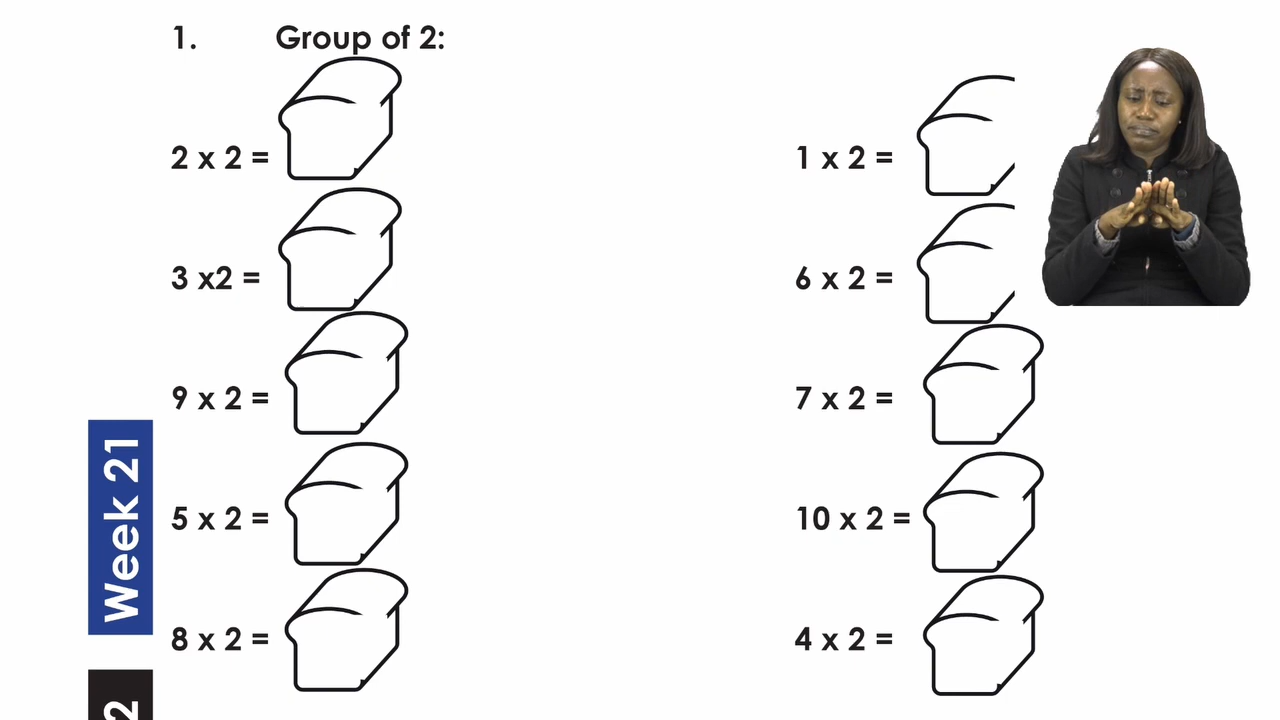 1. Group of 2:
2 x 2 =
3 x2 =
9 x 2 =
5 x 2 =
8 x 2 =
1 x 2 =
6 x 2 =
7 x 2 =
10 x 2 =
4 x 2 =
Week 21
2